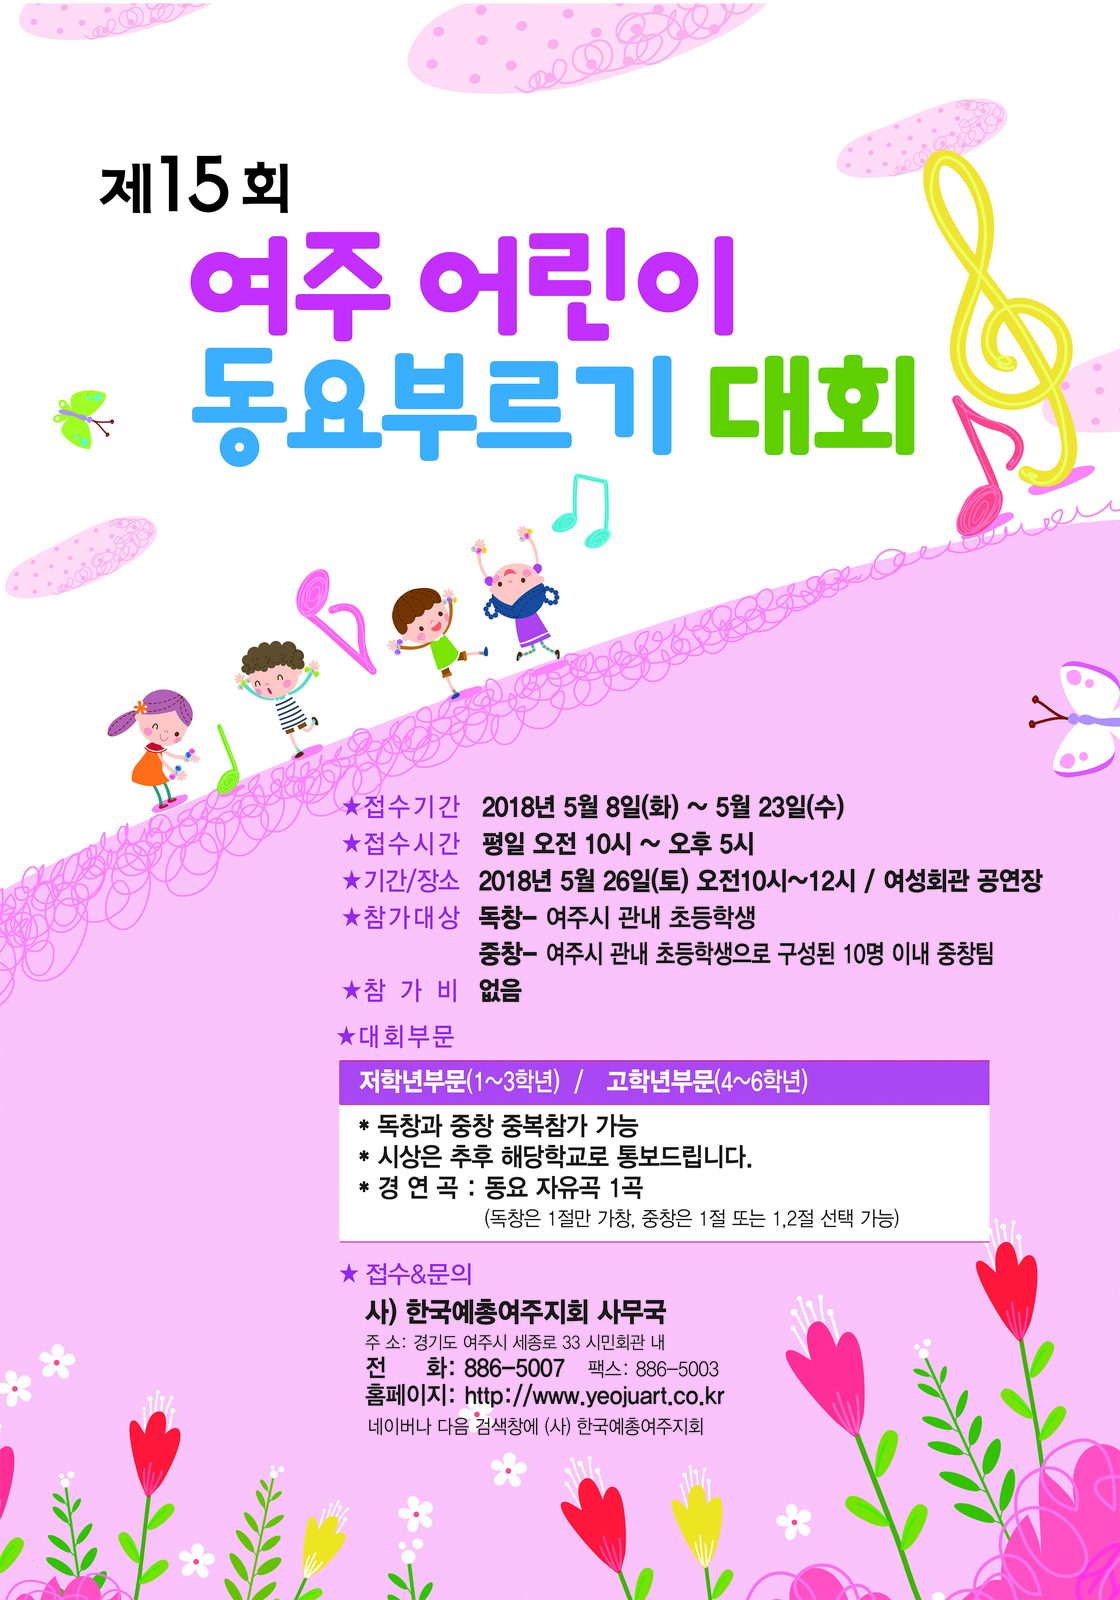 제15회
여주 어린이
동요부르기 대회
★접수기간 2018년 5월 8일(화) ~ 5월 23일(수)
★접수시간 평일 오전 10시 ~ 오후 5시
★기간/장소 2018년 5월 26일(토) 오전10시~12시 / 여성회관 공연장
★참가대상 독창- 여주시 관내 초등학생
중창- 여주시 관내 초등학생으로 구성된 10명 이내 중창팀
★참 가 비 없음
★대회부문
저학년부문(1~3학년) / 고학년부문(4~6학년)
* 독창과 중창 중복참가 가능
* 시상은 추후 해당학교로 통보드립니다.
* 경 연 곡 : 동요 자유곡 1곡
(독창은 1절만 가창, 중창은 1절 또는 1,2절 선택 가능)
★ 접수&문의
사) 한국예총여주지회 사무국
주 소: 경기도 여주시 세종로 33 시민회관 내
전 화: 886-5007 팩스: 886-5003
홈페이지: http://www.yeojuart.co.kr
네이버나 다음 검색창에 (사) 한국예총여주지회